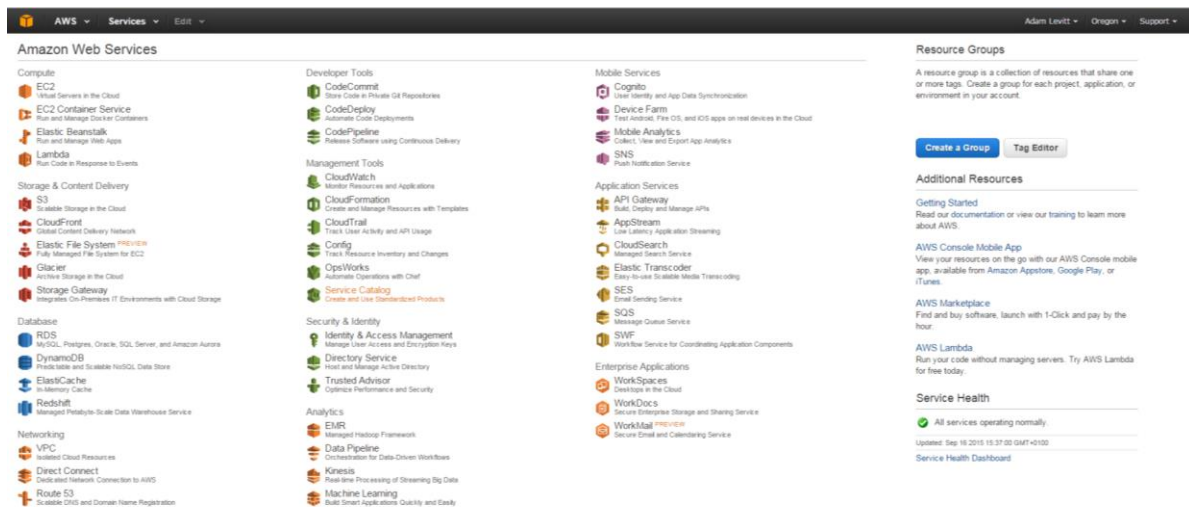 AWS Services Edit Adam Levitt Oregon Support
Amazon Web Services
Compute
EC2
Virtual Servers in the Cloud
EC2 Container Service
Run and Manage Docker Containers
Elastic Beanstalk
Run and Manage Web Apps
Lambda
Run Code in Response to Events
Storage & Content Delivery
S3
Scalable Storage in the Cloud
CloudFront
Global Content Delivery Network
Elastic File System PREVIEW
Fully Managed File System for EC2
Glacier
Archive Storage in the Cloud
Storage Gateway
Integrates On-Premises IT Environments with Cloud Storage
Database
RDS
MySQL, Postgres, Oracle, SQL Server, and Amazon Aurora
DynamoDB
Predictable and Scalable NoSQL Data Store
ElastiCache
In-Memory Cache
Redshift
Managed Petabyte-Scale Data Warehouse Service
Networking
VPC
Isolated Cloud Resources
Direct Connect
Dedicated Network Connection to AWS
Route 53
Scalable DNS and Domain Name Registration
Developer Tools
CodeCommit
Store Code in Private Git Repositories
CodeDeploy
Automate Code Deployments
CodePipeline
Release Software using Continuous Delivery
Management Tools
CloudWatch
Monitor Resources and Applications
CloudFormation
Create and Manage Resources with Templates
CloudTrail
Track User Activity and API Usage
Config
Track Resource Inventory and Changes
OpsWorks
Automate Operations with Chef
Service Catalog
Create and Use Standardized Products
Security & Identity
Identity & Access Management
Manage User Access and Encryption Keys
Directory Service
Host and Manage Active Directory
Trusted Advisor
Optimize Performance and Security
Analytics
EMR
Managed Hadoop Framework
Data Pipeline
Orchestration for Data-Driven Workflows
Kinesis
Real-time Processing of Streaming Big Data
Machine Learning
Build Smart Applications Quickly and Easily
Mobile Services
Cognito
User Identity and App Data Synchronization
Device Farm
Test Android, Fire OS, and iOS apps on real devices in the Cloud
Mobile Analytics
Collect, View and Export App Analytics
SNS
Push Notification Service
Application Services
API Gateway
Build, Deploy and Manage APIs
AppStream
Low Latency Application Streaming
CloudSearch
Managed Search Service
Elastic Transcoder
Easy-to-use Scalable Media Transcoding
SES
Email Sending Service
SQS
Message Queue Service
SWF
Workflow Service for Coordinating Application Components
Enterprise Applications
WorkSpaces
Desktops in the Cloud
WorkDocs
Secure Enterprise Storage and Sharing Service
WorkMail PREVIEW
Secure Email and Calendaring Service
Resource Groups
A resource group is a collection of resources that share one
or more tags. Create a group for each project, application, or
environment in your account.
Create a Group Tag Editor
Additional Resources
Getting Started
Read our documentation or view our training to learn more
about AWS.
AWS Console Mobile App
View your resources on the go with our AWS Console mobile
app, available from Amazon Appstore, Google Play, or
iTunes.
AWS Marketplace
Find and buy software, launch with 1-Click and pay by the
hour.
AWS Lambda
Run your code without managing servers. Try AWS Lambda
for free today.
Service Health
All services operating normally.
Updated: Sep 16 2015 15:37:00 GMT+0100
Service Health Dashboard